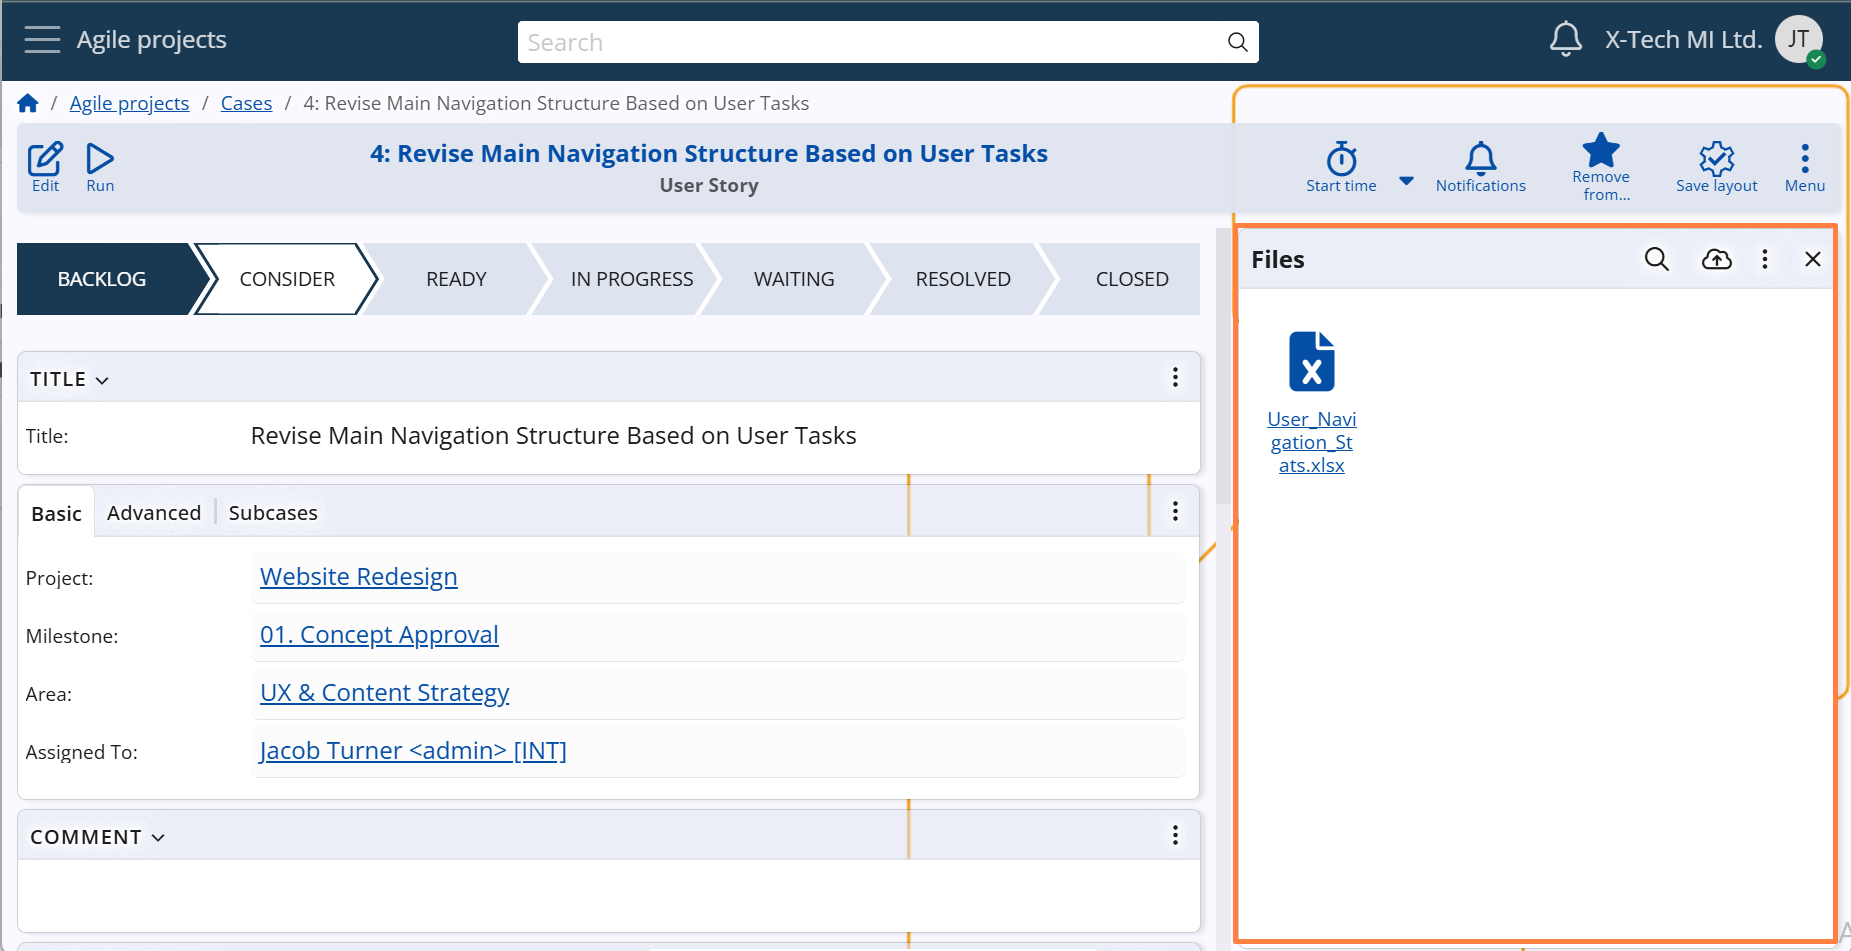 Agile projects
Search
X-Tech MI Ltd.
JT
/ Agile projects / Cases / 4: Revise Main Navigation Structure Based on User Tasks
Edit
Run
4: Revise Main Navigation Structure Based on User Tasks
User Story
Start time
Notifications
Remove
from...
Save layout
Menu
BACKLOG
CONSIDER
READY
IN PROGRESS
WAITING
RESOLVED
CLOSED
TITLE
Title:
Revise Main Navigation Structure Based on User Tasks
Basic
Advanced
Subcases
Project:
Website Redesign
Milestone:
01. Concept Approval
Area:
UX & Content Strategy
Assigned To:
Jacob Turner <admin> [INT]
COMMENT
Files
User_Navi
gation_St
ats.xlsx